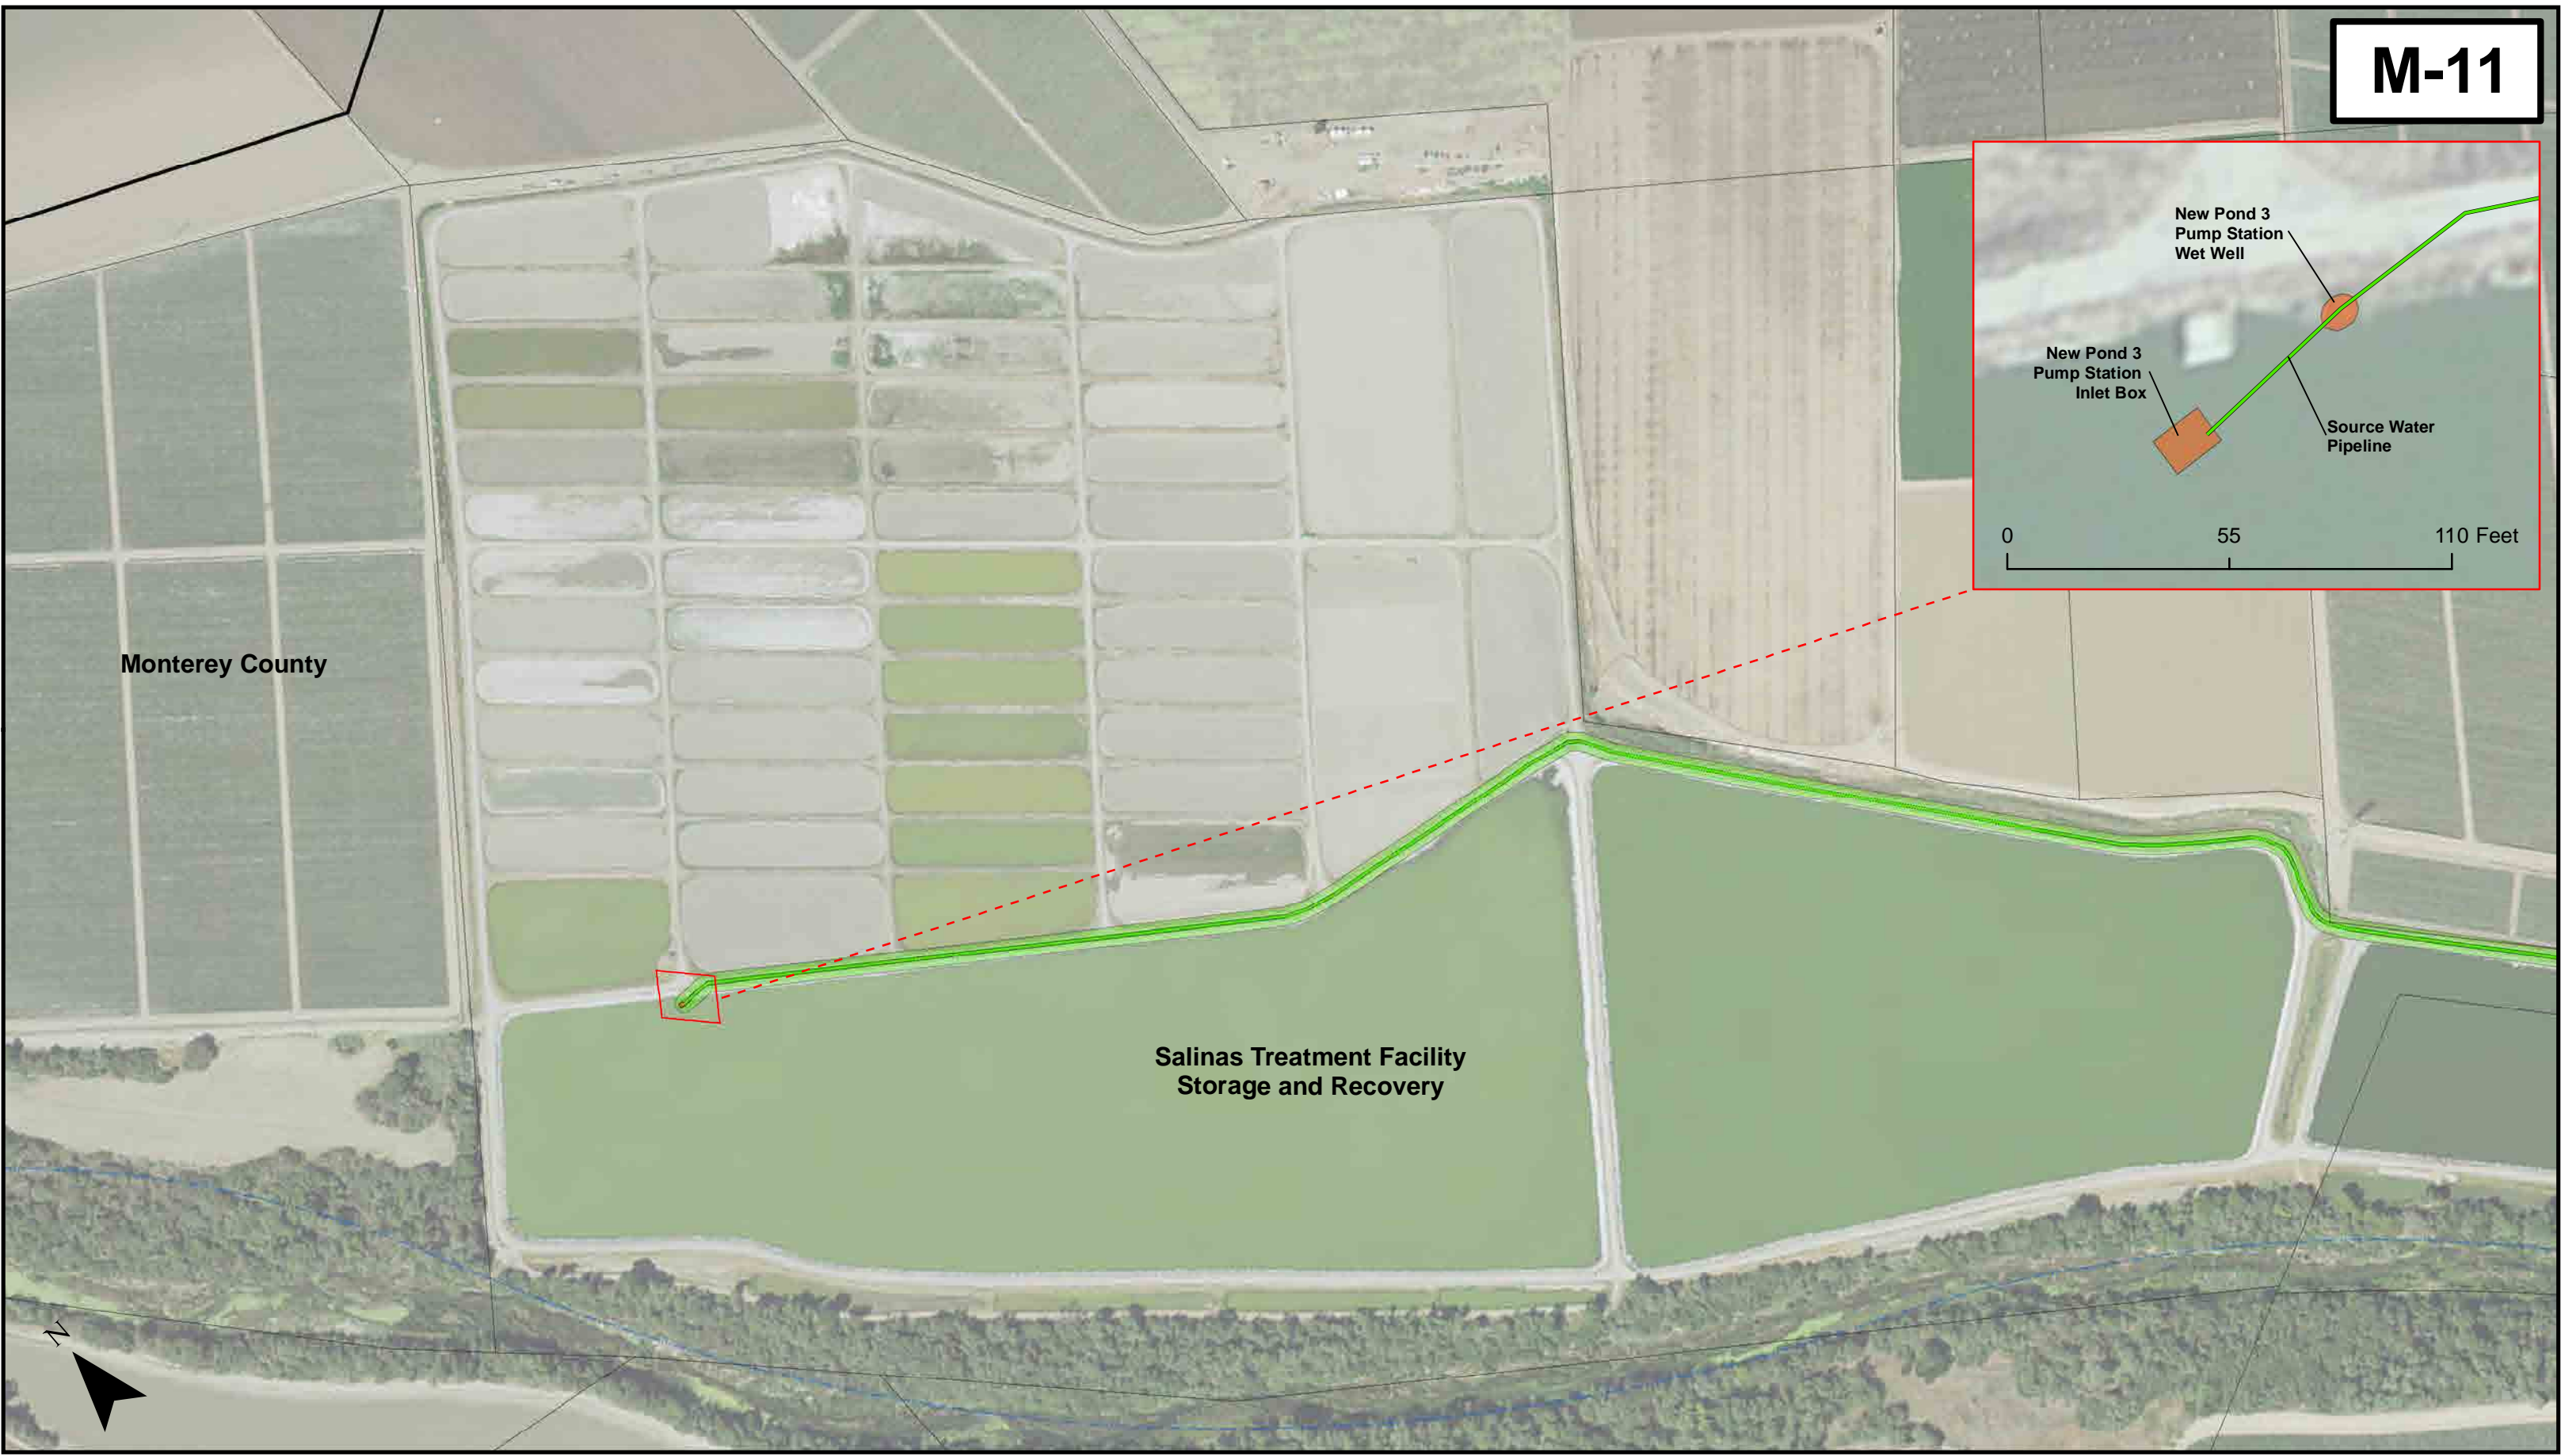 M-11
New Pond 3
Pump Station
Wet Well
New Pond 3
Pump Station
Inlet Box
Source Water
Pipeline
0 55 110 Feet
Monterey County
Salinas Treatment Facility
Storage and Recovery
N